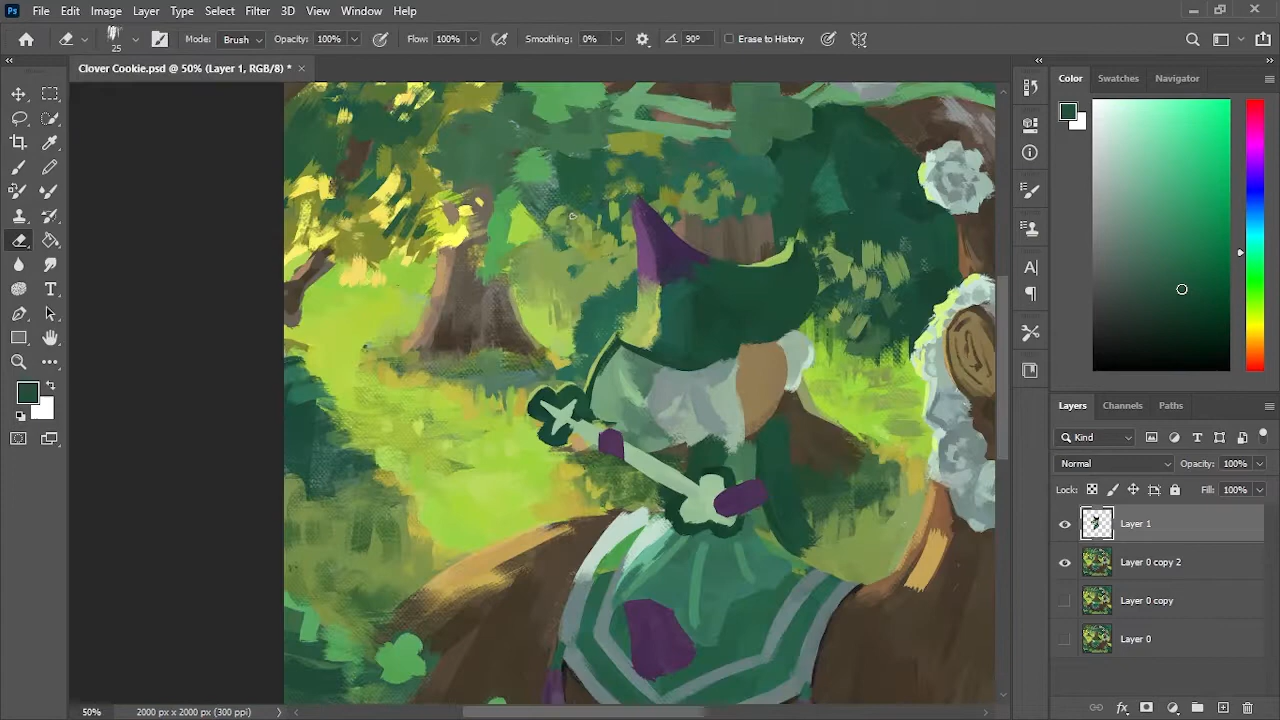 Ps File Edit Image Layer Type Select Filter 3D View Window Help
25 Mode: Brush Opacity: 100% Flow: 100% Smoothing: 0% 90° Erase to History
Clover Cookie.psd @ 50% (Layer 1, RGB/8) *
Color Swatches Navigator
Layers Channels Paths
Kind
Normal Opacity: 100%
Lock: Fill: 100%
Layer 1
Layer 0 copy 2
Layer 0 copy
Layer 0
50% 2000 px x 2000 px (300 ppi)